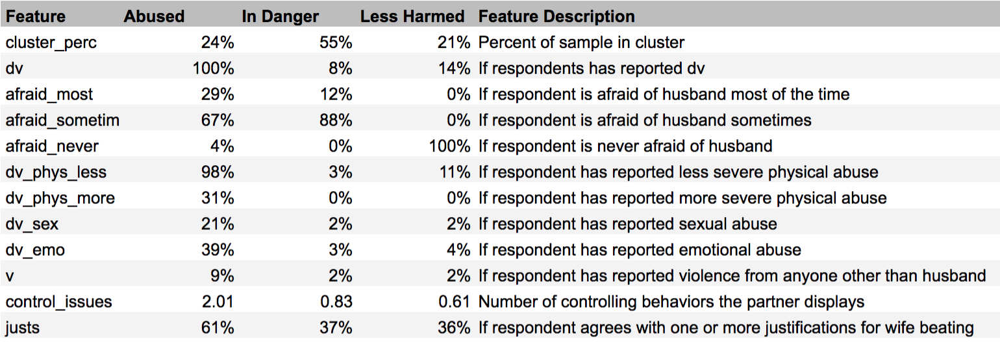 Feature Abused In Danger Less Harmed Feature Description
cluster_perc 24% 55% 21% Percent of sample in cluster
dv 100% 8% 14% If respondents has reported dv
afraid_most 29% 12% 0% If respondent is afraid of husband most of the time
afraid_sometim 67% 88% 0% If respondent is afraid of husband sometimes
afraid_never 4% 0% 100% If respondent is never afraid of husband
dv_phys_less 98% 3% 11% If respondent has reported less severe physical abuse
dv_phys_more 31% 0% 0% If respondent has reported more severe physical abuse
dv_sex 21% 2% 2% If respondent has reported sexual abuse
dv_emo 39% 3% 4% If respondent has reported emotional abuse
v 9% 2% 2% If respondent has reported violence from anyone other than husband
control_issues 2.01 0.83 0.61 Number of controlling behaviors the partner displays
justs 61% 37% 36% If respondent agrees with one or more justifications for wife beating